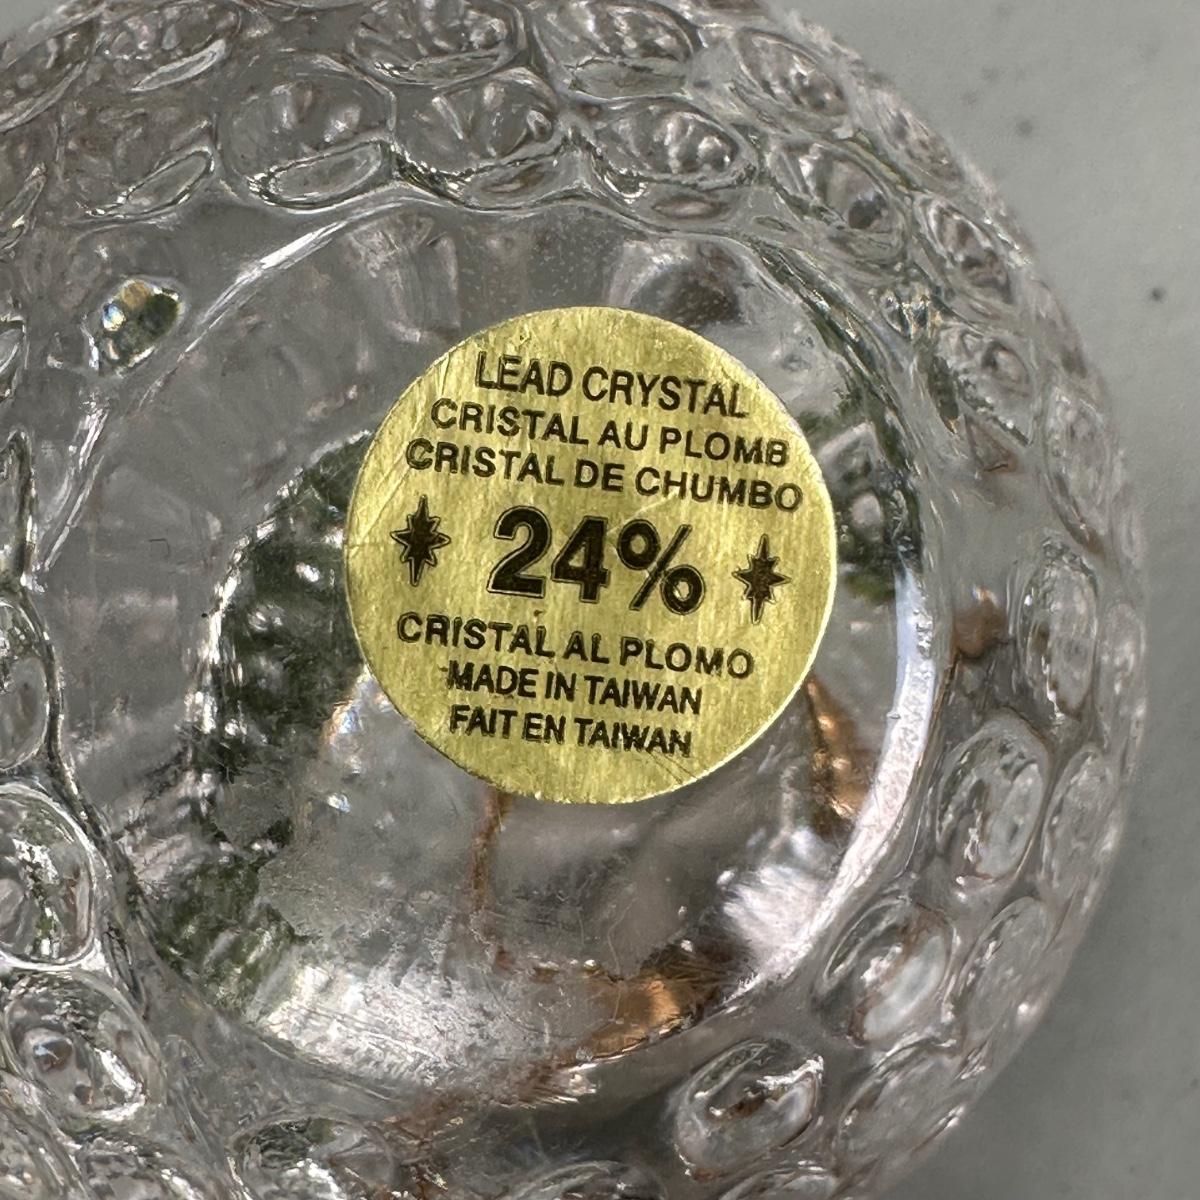 LEAD CRYSTAL
CRISTAL AU PLOMB
CRISTAL DE CHUMBO
24%
CRISTAL AL PLOMO
MADE IN TAIWAN
FAIT EN TAIWAN